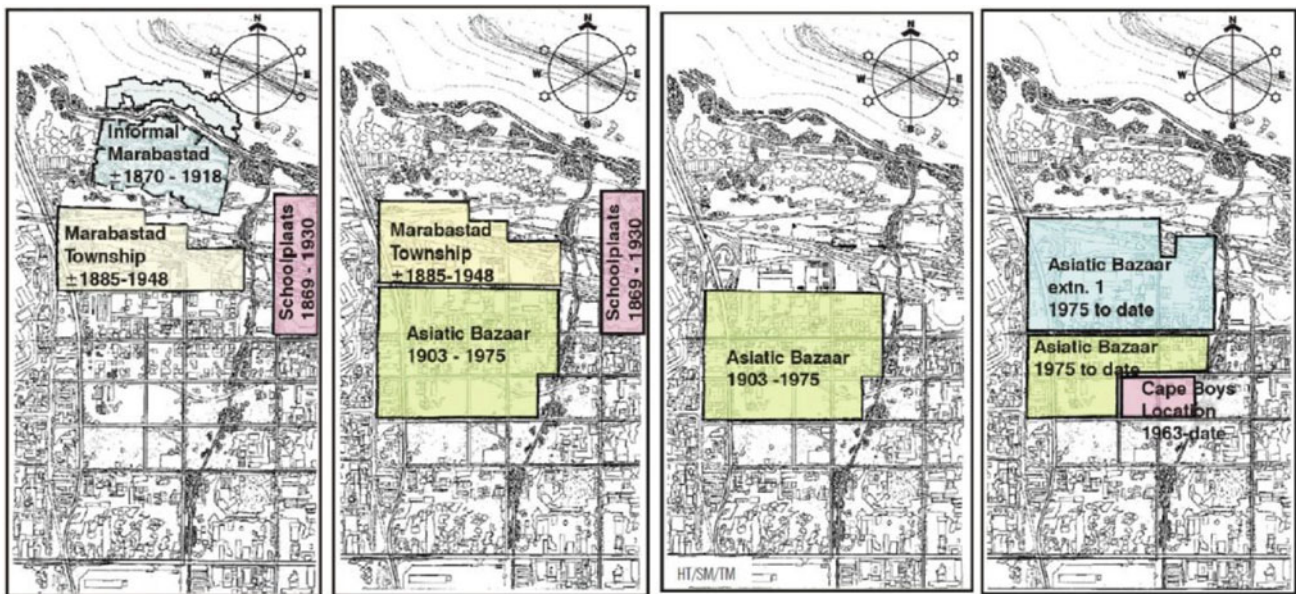 N
W
E
S
Informal
Marabastad
±1870 - 1918
Marabastad
Township
±1885-1948
Schoolplaats
1869 - 1930
N
W
E
S
Marabastad
Township
±1885-1948
Asiatic Bazaar
1903 - 1975
Schoolplaats
1869 - 1930
N
W
E
S
Asiatic Bazaar
1903 -1975
HT/SM/TM
N
W
E
S
Asiatic Bazaar
extn. 1
1975 to date
Asiatic Bazaar
1975 to date
Cape Boys
Location
1963-date